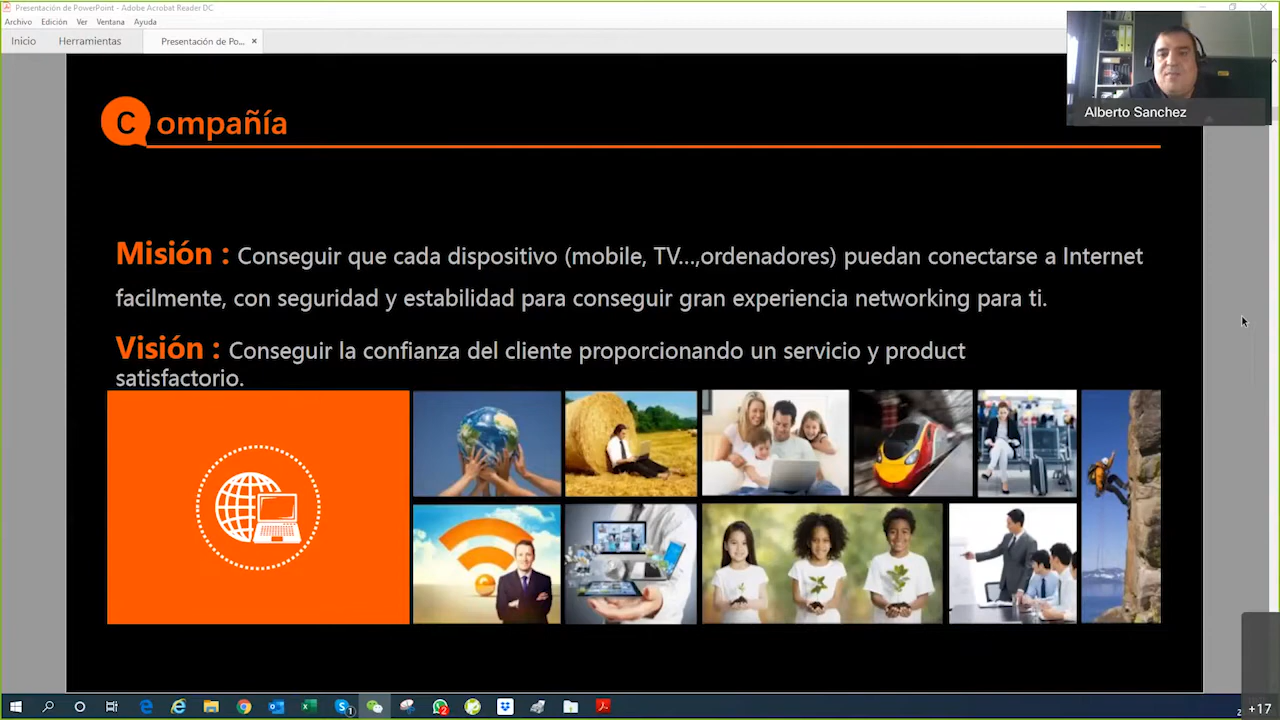 Presentación de PowerPoint - Adobe Acrobat Reader DC
Archivo Edición Ver Ventana Ayuda
Inicio Herramientas Presentación de Po... ×
Alberto Sanchez
Compañía
Misión : Conseguir que cada dispositivo (mobile, TV...,ordenadores) puedan conectarse a Internet
facilmente, con seguridad y estabilidad para conseguir gran experiencia networking para ti.
Visión : Conseguir la confianza del cliente proporcionando un servicio y product
satisfactorio.
+17